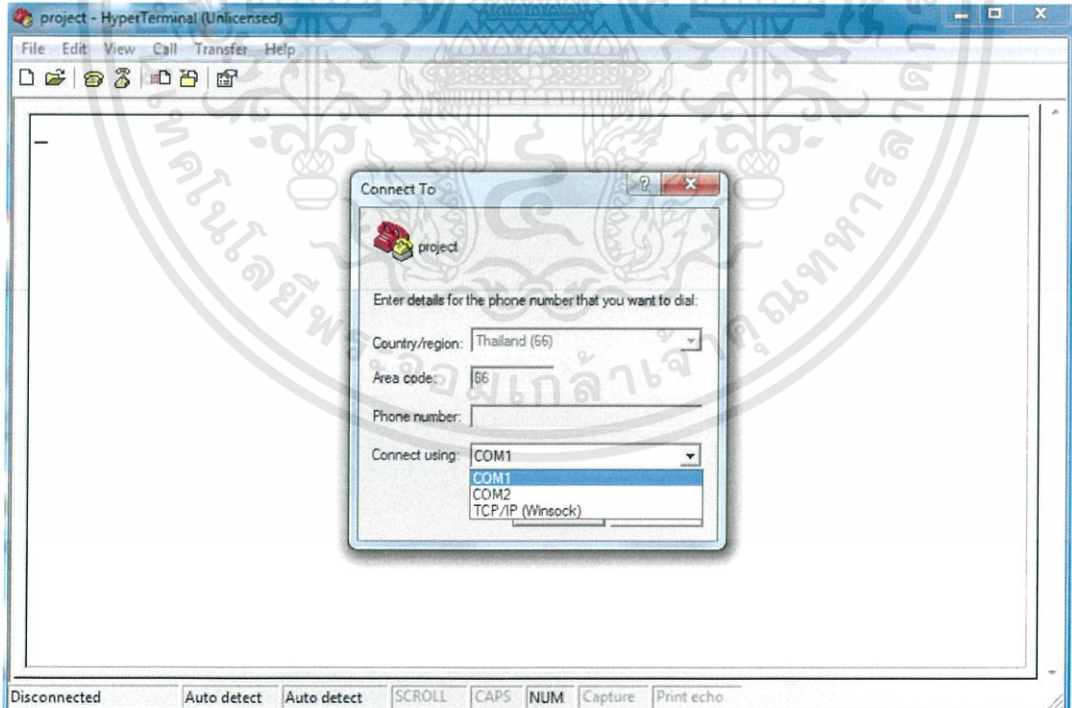 project - HyperTerminal (Unlicensed)
File Edit View Call Transfer Help
Connect To
project
Enter details for the phone number that you want to dial:
Country/region: Thailand (66)
Area code: 66
Phone number:
Connect using: COM1
COM1
COM2
TCP/IP (Winsock)
Disconnected Auto detect Auto detect SCROLL CAPS NUM Capture Print echo